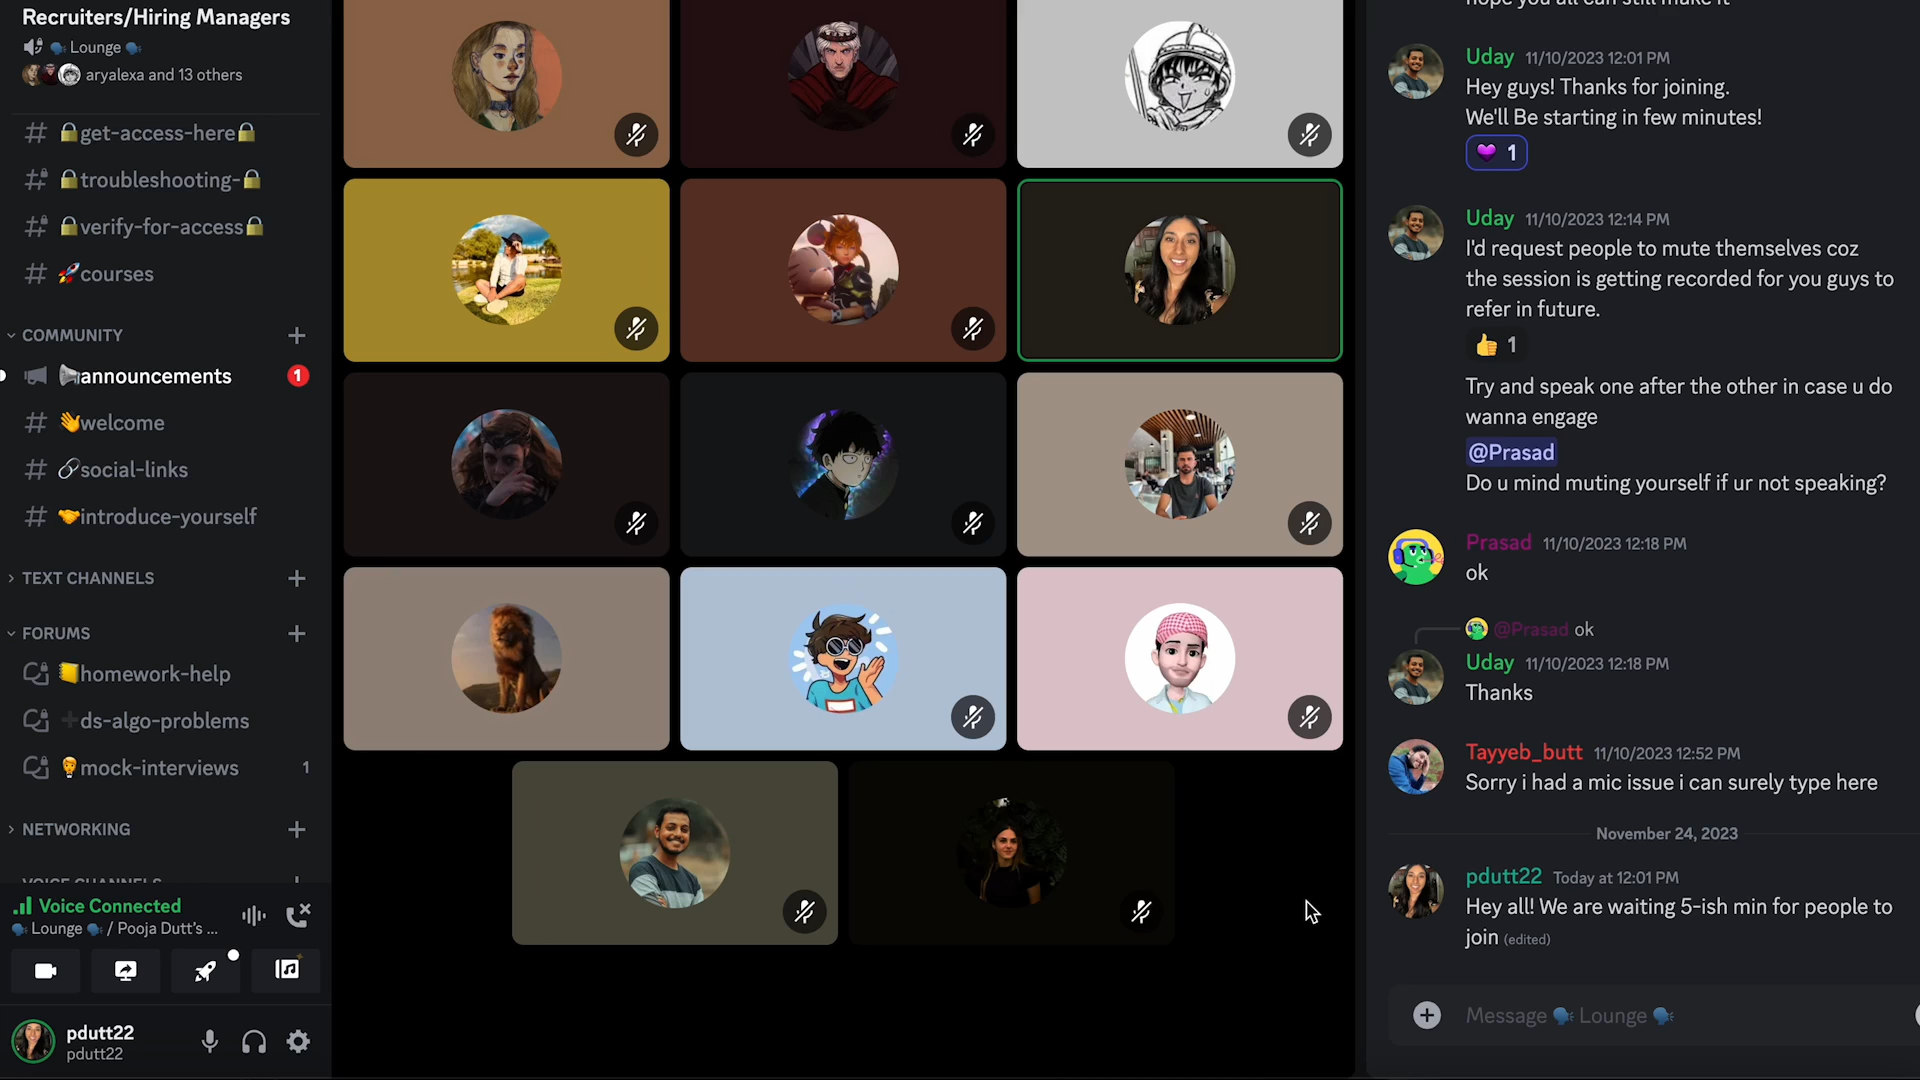 Recruiters/Hiring Managers
Lounge
aryalexa and 13 others
get-access-here
troubleshooting-
verify-for-access
courses
COMMUNITY
announcements
1
welcome
social-links
introduce-yourself
TEXT CHANNELS
FORUMS
homework-help
ds-algo-problems
mock-interviews
1
NETWORKING
Voice Connected
Lounge / Pooja Dutt's ...
pdutt22
pdutt22
hope you all can still make it
Uday 11/10/2023 12:01 PM
Hey guys! Thanks for joining.
We'll Be starting in few minutes!
1
Uday 11/10/2023 12:14 PM
I'd request people to mute themselves coz
the session is getting recorded for you guys to
refer in future.
1
Try and speak one after the other in case u do
wanna engage
@Prasad
Do u mind muting yourself if ur not speaking?
Prasad 11/10/2023 12:18 PM
ok
@Prasad ok
Uday 11/10/2023 12:18 PM
Thanks
Tayyeb_butt 11/10/2023 12:52 PM
Sorry i had a mic issue i can surely type here
November 24, 2023
pdutt22 Today at 12:01 PM
Hey all! We are waiting 5-ish min for people to
join (edited)
Message Lounge